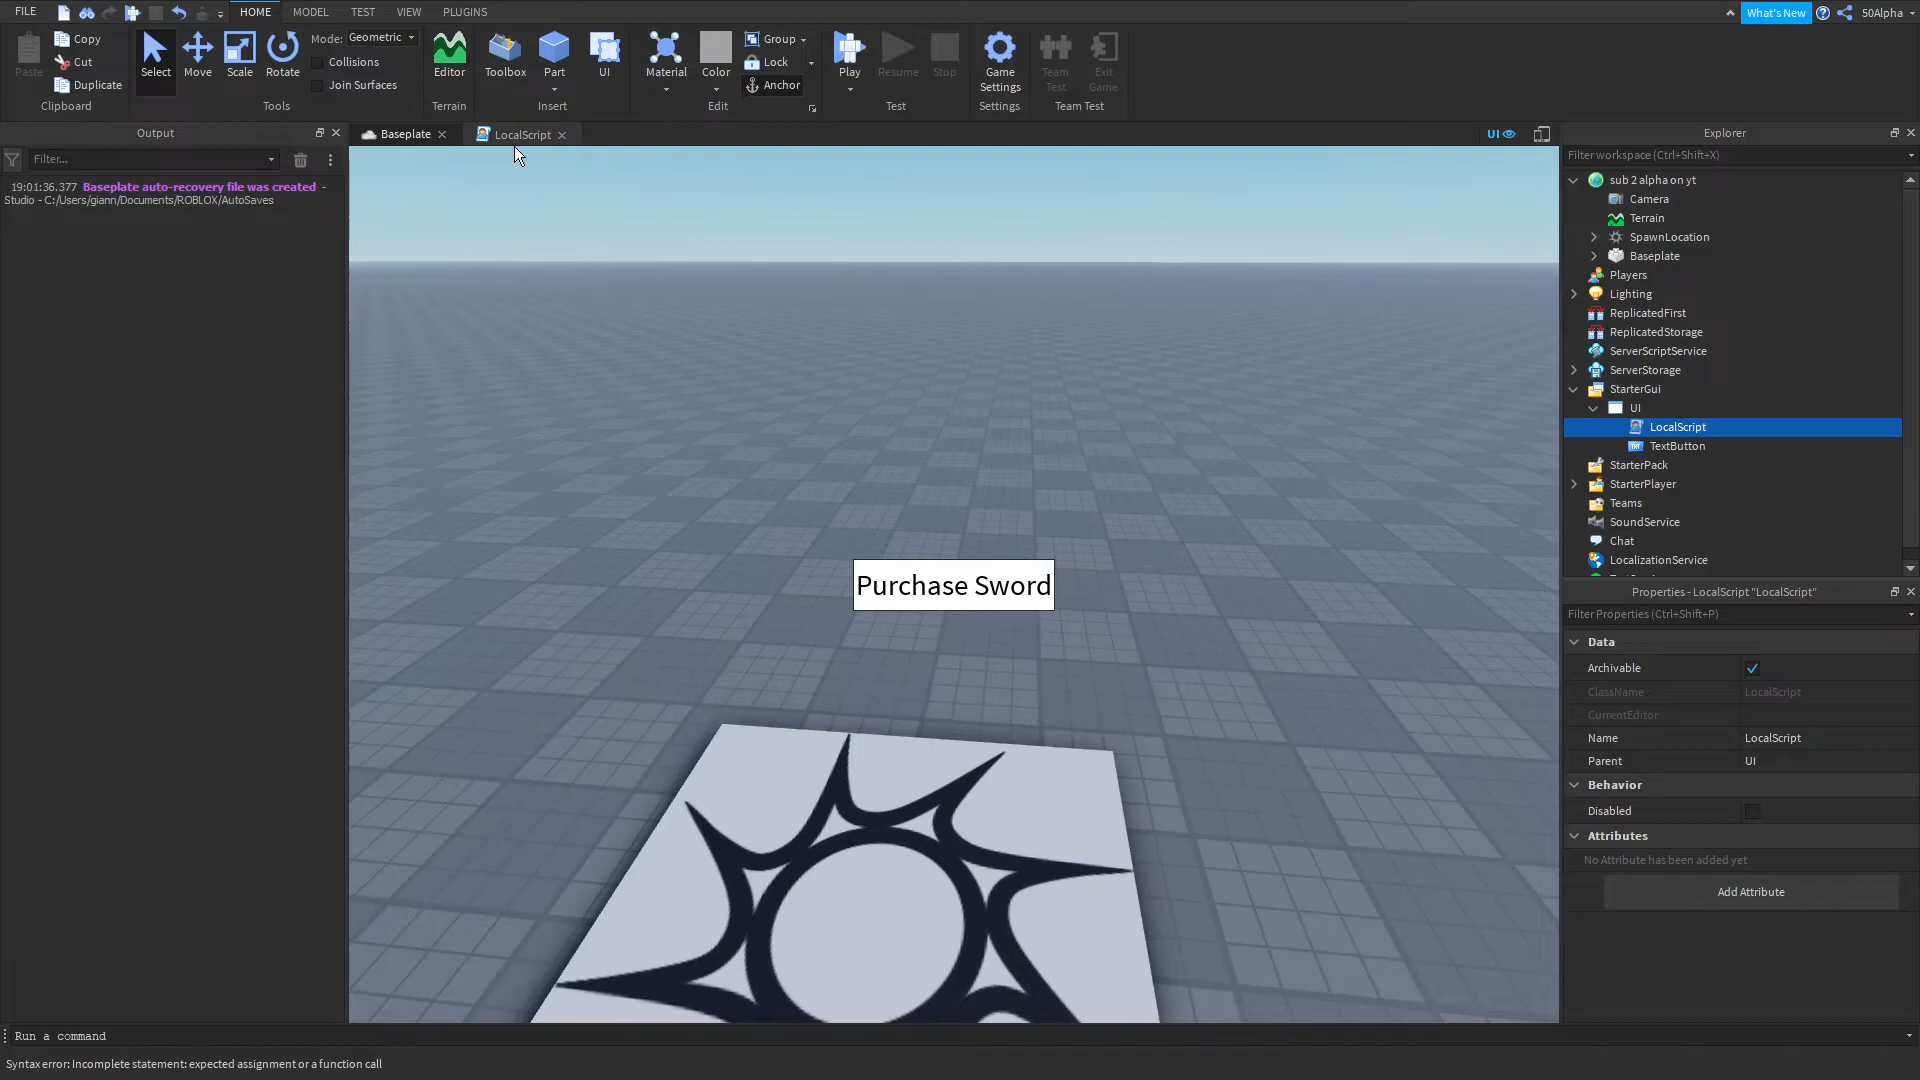 FILE HOME MODEL TEST VIEW PLUGINS What's New 50Alpha
Paste Copy Cut Duplicate Clipboard
Select Move Scale Rotate Mode: Geometric Collisions Join Surfaces Tools
Editor Terrain
Toolbox Part UI Insert
Material Color Group Lock Anchor Edit
Play Resume Stop Test
Game Settings Settings
Team Test Exit Game Team Test
Output
Filter...
19:01:36.377 Baseplate auto-recovery file was created -
Studio - C:/Users/giann/Documents/ROBLOX/AutoSaves
Baseplate LocalScript UI
Purchase Sword
Explorer
Filter workspace (Ctrl+Shift+X)
sub 2 alpha on yt
Camera
Terrain
SpawnLocation
Baseplate
Players
Lighting
ReplicatedFirst
ReplicatedStorage
ServerScriptService
ServerStorage
StarterGui
UI
LocalScript
TextButton
StarterPack
StarterPlayer
Teams
SoundService
Chat
LocalizationService
Properties - LocalScript "LocalScript"
Filter Properties (Ctrl+Shift+P)
Data
Archivable
ClassName LocalScript
CurrentEditor
Name LocalScript
Parent UI
Behavior
Disabled
Attributes
No Attribute has been added yet
Add Attribute
Run a command
Syntax error: Incomplete statement: expected assignment or a function call